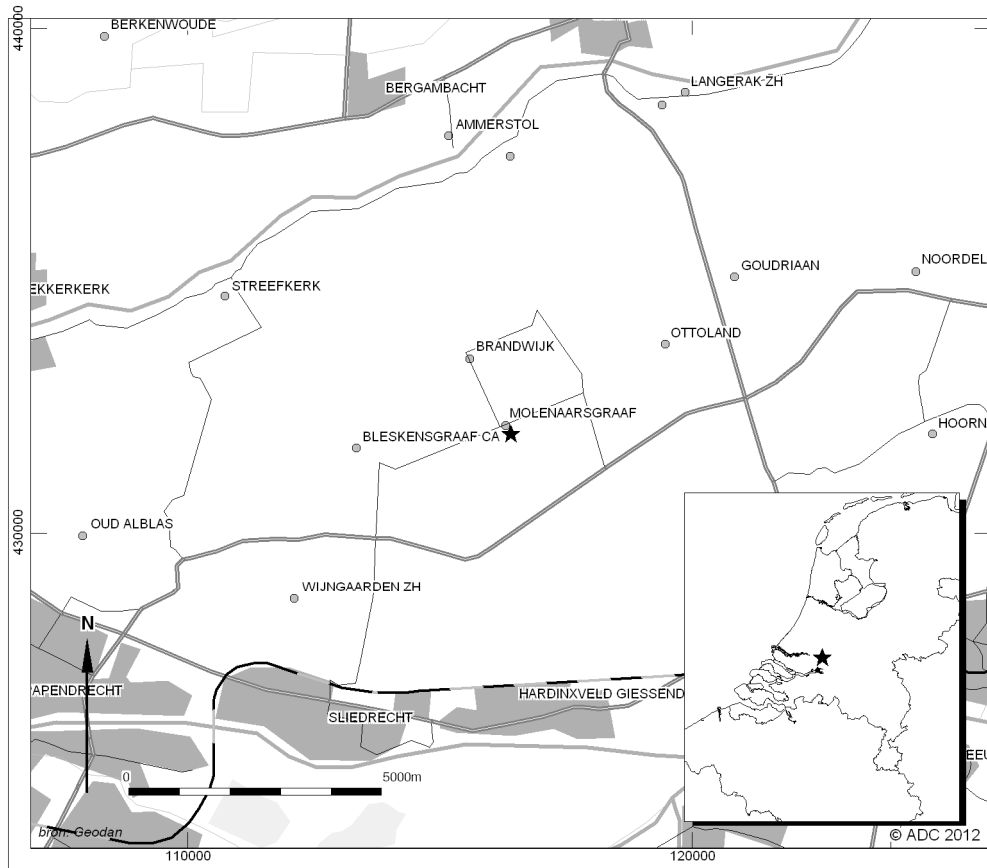 440000
BERKENWOUDE
BERGAMBACHT
LANGERAK ZH
AMMERSTOL
GOUDRIAAN
NOORDEL
EKKERKERK
STREEFKERK
OTTOLAND
BRANDWIJK
MOLENAARSGRAAF
BLESKENSGRAAF CA
HOORN
430000
OUD ALBLAS
WIJNGAARDEN ZH
N
PAPENDRECHT
HARDINXVELD GIESSEND
SLIEDRECHT
EEU
0
5000m
bron: Geodan
© ADC 2012
110000
120000